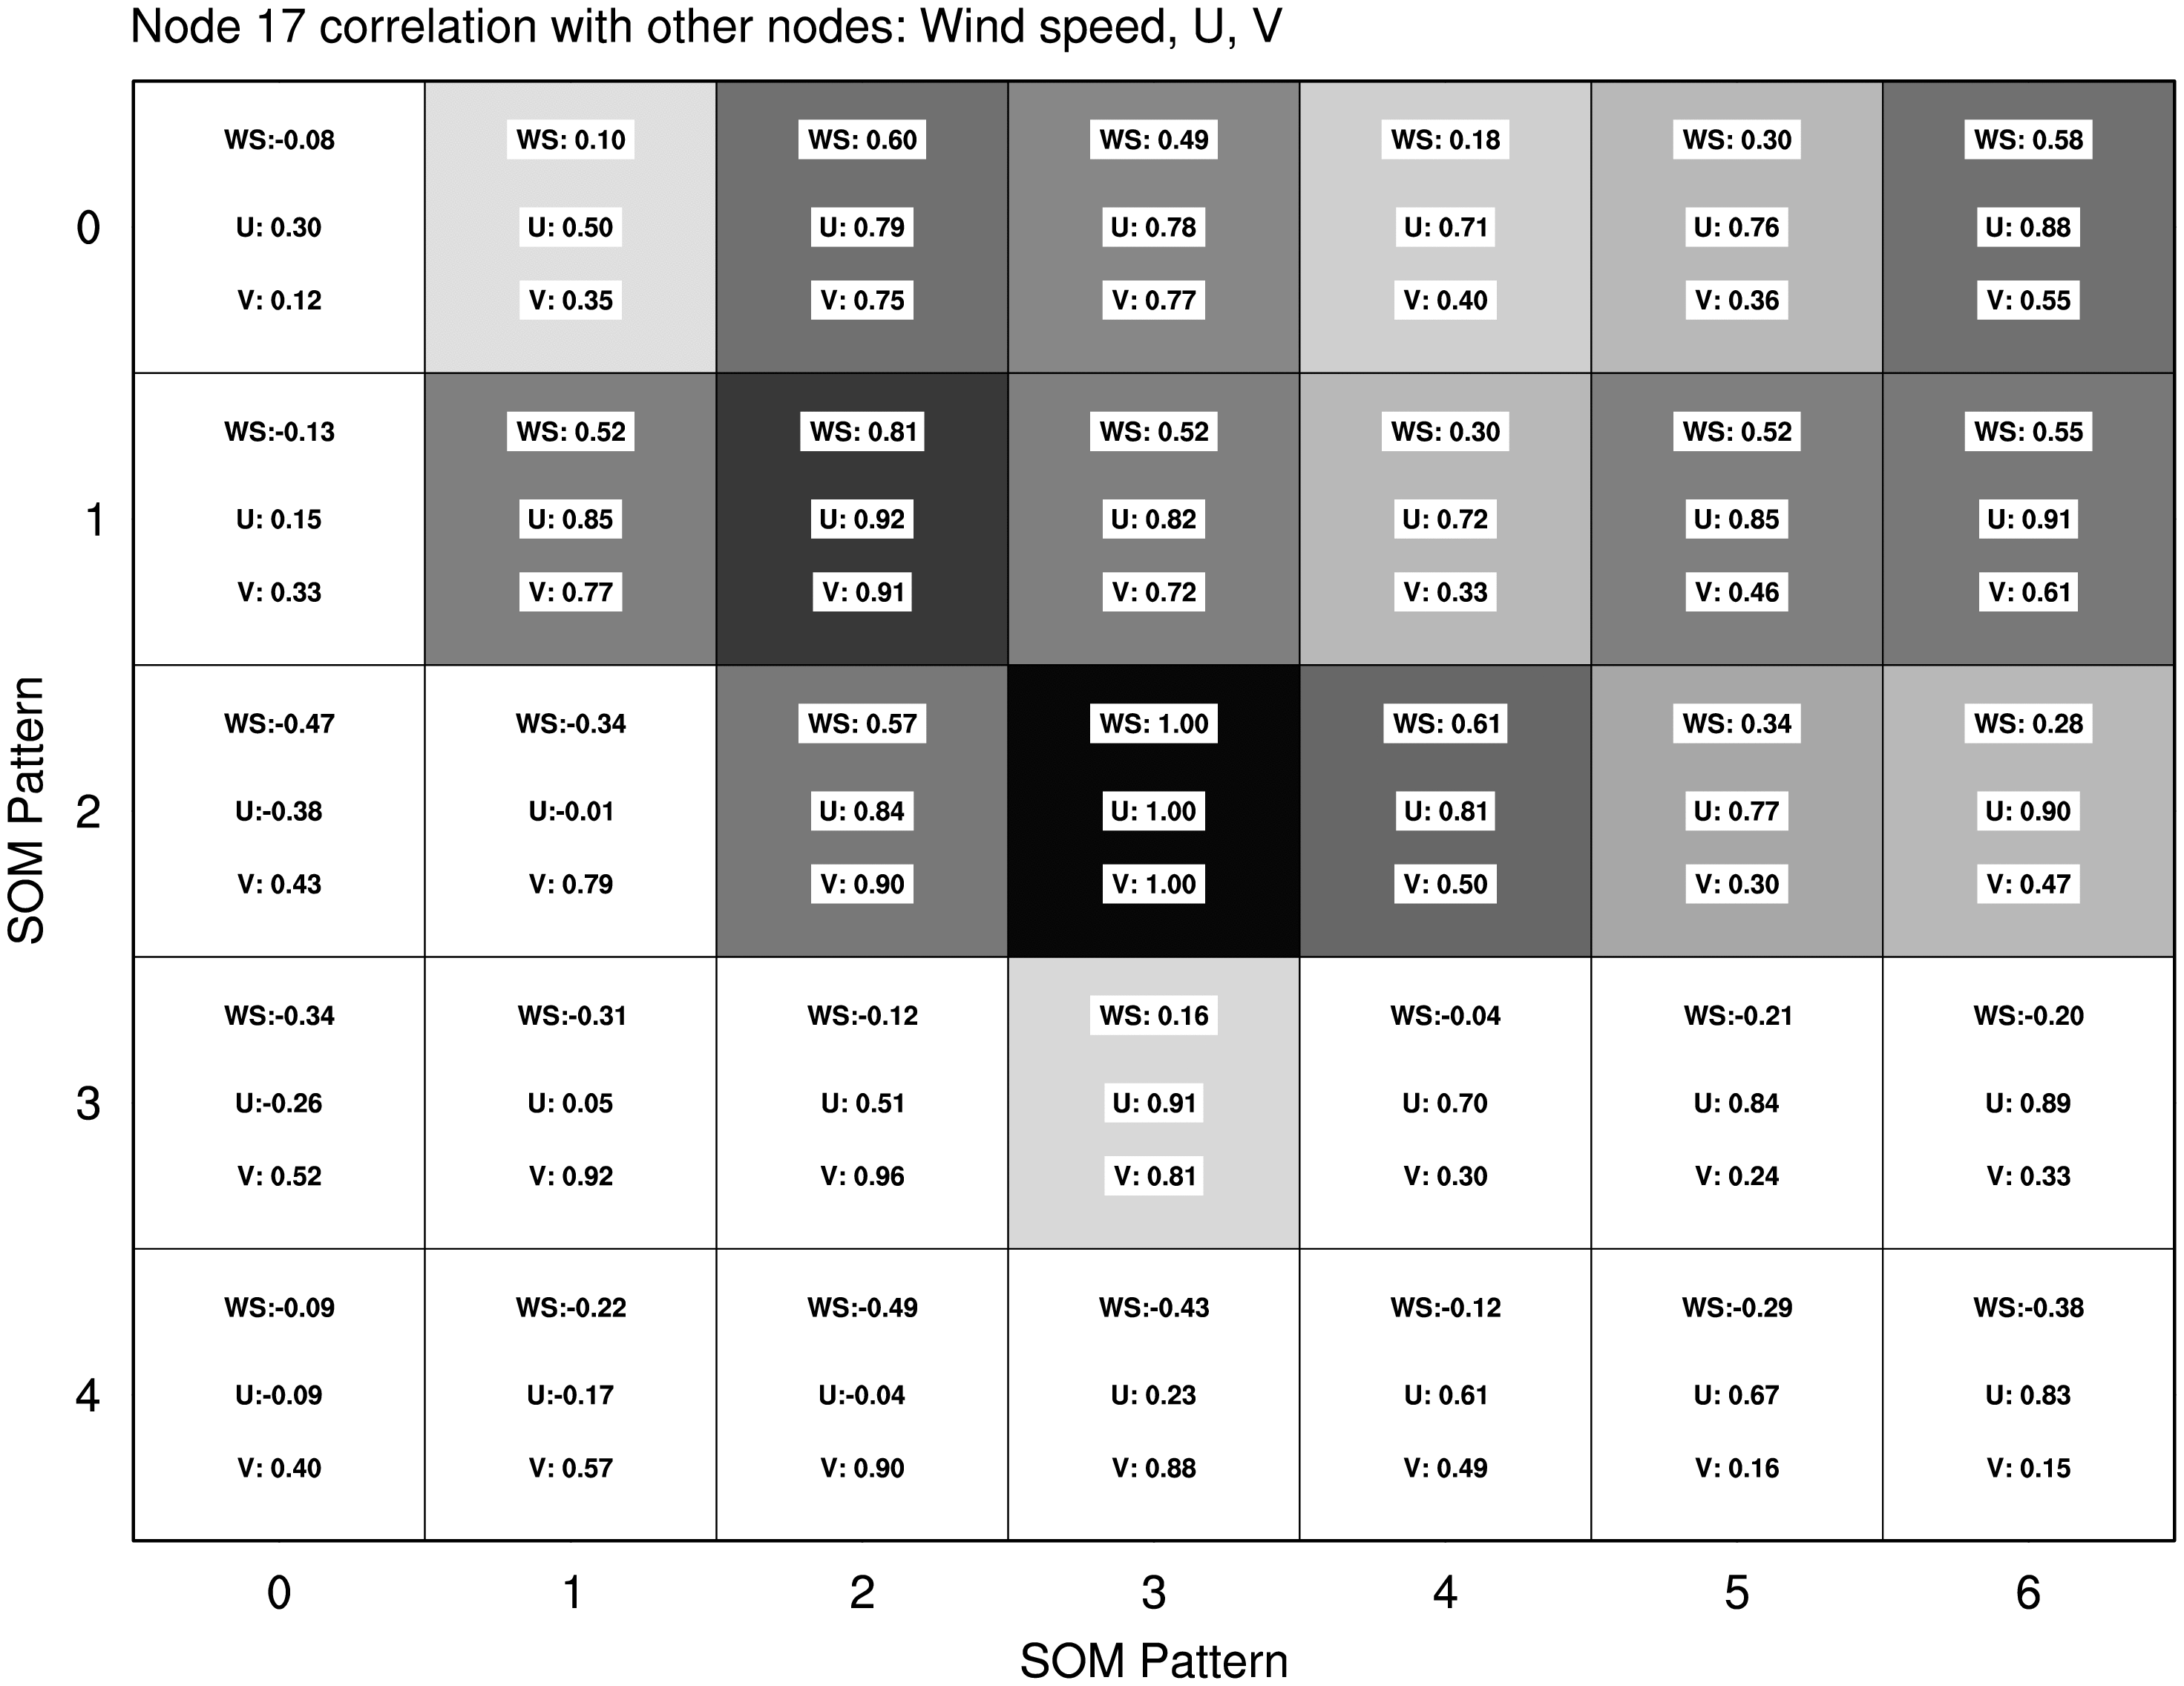 Node 17 correlation with other nodes: Wind speed, U, V
WS:-0.08 WS: 0.10 WS: 0.60 WS: 0.49 WS: 0.18 WS: 0.30 WS: 0.58
0 U: 0.30 U: 0.50 U: 0.79 U: 0.78 U: 0.71 U: 0.76 U: 0.88
V: 0.12 V: 0.35 V: 0.75 V: 0.77 V: 0.40 V: 0.36 V: 0.55
WS:-0.13 WS: 0.52 WS: 0.81 WS: 0.52 WS: 0.30 WS: 0.52 WS: 0.55
1 U: 0.15 U: 0.85 U: 0.92 U: 0.82 U: 0.72 U: 0.85 U: 0.91
V: 0.33 V: 0.77 V: 0.91 V: 0.72 V: 0.33 V: 0.46 V: 0.61
SOM Pattern
WS:-0.47 WS:-0.34 WS: 0.57 WS: 1.00 WS: 0.61 WS: 0.34 WS: 0.28
2 U:-0.38 U:-0.01 U: 0.84 U: 1.00 U: 0.81 U: 0.77 U: 0.90
V: 0.43 V: 0.79 V: 0.90 V: 1.00 V: 0.50 V: 0.30 V: 0.47
WS:-0.34 WS:-0.31 WS:-0.12 WS: 0.16 WS:-0.04 WS:-0.21 WS:-0.20
3 U:-0.26 U: 0.05 U: 0.51 U: 0.91 U: 0.70 U: 0.84 U: 0.89
V: 0.52 V: 0.92 V: 0.96 V: 0.81 V: 0.30 V: 0.24 V: 0.33
WS:-0.09 WS:-0.22 WS:-0.49 WS:-0.43 WS:-0.12 WS:-0.29 WS:-0.38
4 U:-0.09 U:-0.17 U:-0.04 U: 0.23 U: 0.61 U: 0.67 U: 0.83
V: 0.40 V: 0.57 V: 0.90 V: 0.88 V: 0.49 V: 0.16 V: 0.15
0 1 2 3 4 5 6
SOM Pattern